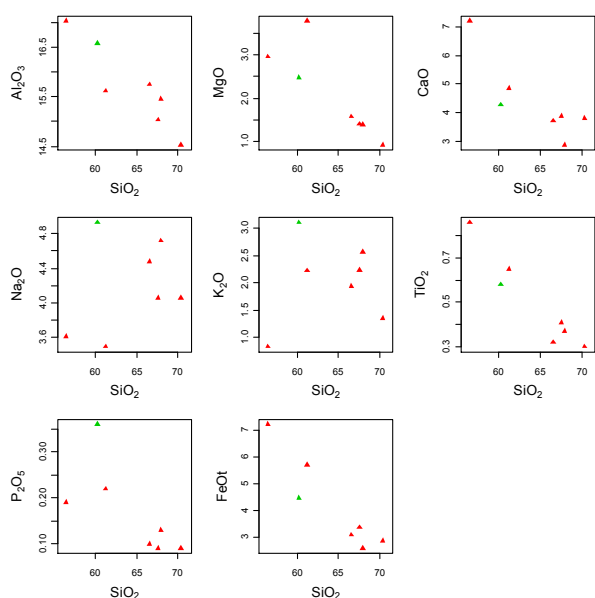 Al₂O₃
14.5 15.5 16.5
60 65 70
SiO₂
MgO
1.0 2.0 3.0
60 65 70
SiO₂
CaO
3 4 5 6 7
60 65 70
SiO₂
Na₂O
3.6 4.0 4.4 4.8
60 65 70
SiO₂
K₂O
1.0 1.5 2.0 2.5 3.0
60 65 70
SiO₂
TiO₂
0.3 0.5 0.7
60 65 70
SiO₂
P₂O₅
0.10 0.20 0.30
60 65 70
SiO₂
FeOt
3 4 5 6 7
60 65 70
SiO₂